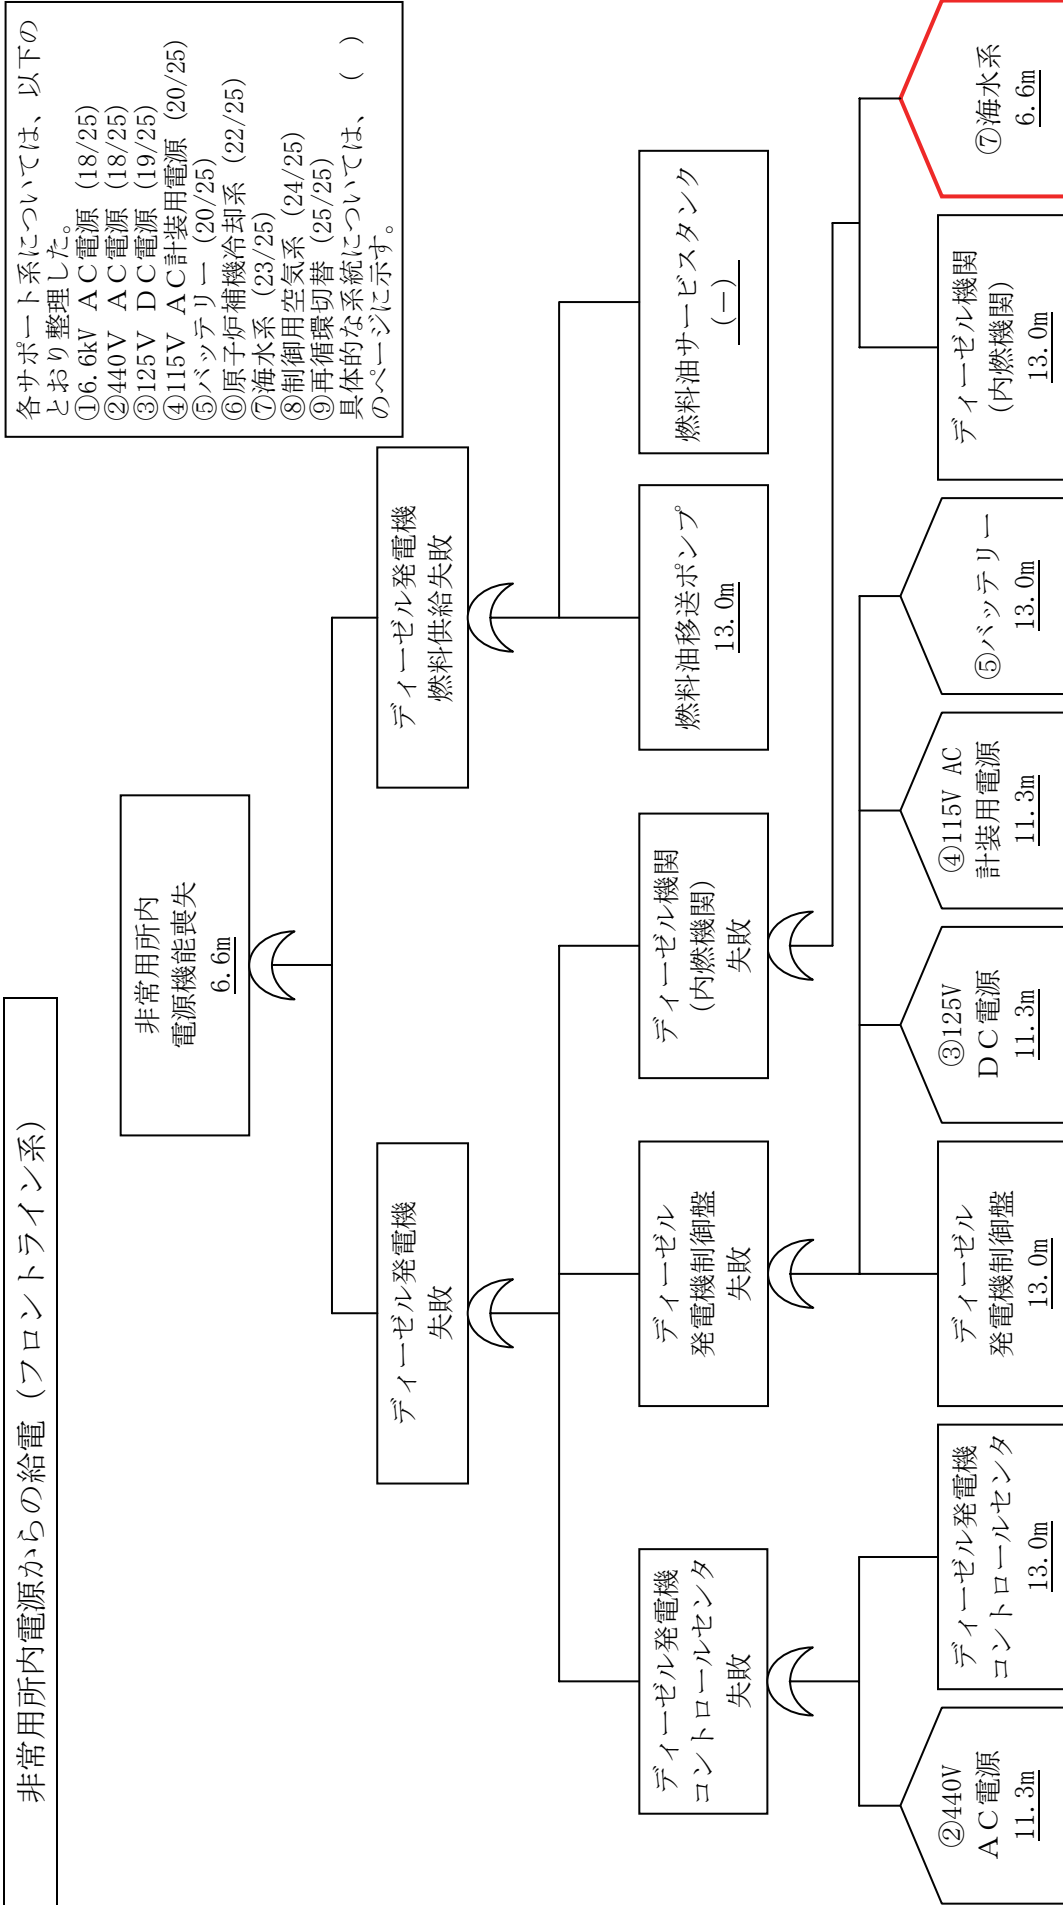 非常用所内電源からの給電（フロントライン系）
各サポート系については、以下の
とおり整理した。
①6.6kV AC電源（18/25）
②440V AC電源（18/25）
③125V DC電源（19/25）
④115V AC計装用電源（20/25）
⑤バッテリー（20/25）
⑥原子炉補機冷却系（22/25）
⑦海水系（23/25）
⑧制御用空気系（24/25）
⑨再循環切替（25/25）
具体的な系統については、（ ）
のページに示す。
非常用所内
電源機能喪失
6.6m
ディーゼル発電機
失敗
ディーゼル発電機
燃料供給失敗
ディーゼル発電機
コントロールセンタ
失敗
ディーゼル
発電機制御盤
失敗
ディーゼル機関
(内燃機関)
失敗
燃料油移送ポンプ
13.0m
燃料油サービスタンク
(―)
②440V
AC電源
11.3m
ディーゼル発電機
コントロールセンタ
13.0m
ディーゼル
発電機制御盤
13.0m
③125V
DC電源
11.3m
④115V AC
計装用電源
11.3m
⑤バッテリー
13.0m
ディーゼル機関
(内燃機関)
13.0m
⑦海水系
6.6m